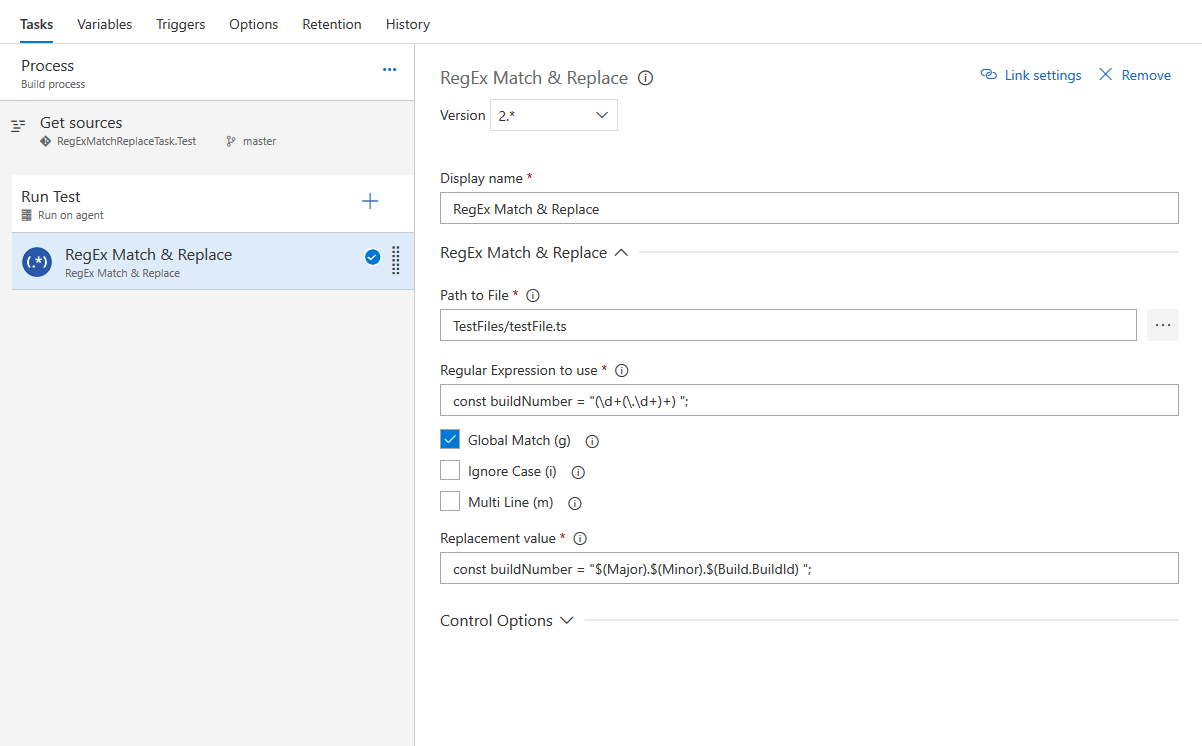 Tasks Variables Triggers Options Retention History
Process
Build process
Get sources
RegExMatchReplaceTask.Test master
Run Test
Run on agent
(.*) RegEx Match & Replace
RegEx Match & Replace
RegEx Match & Replace Link settings Remove
Version 2.*
Display name *
RegEx Match & Replace
RegEx Match & Replace
Path to File *
TestFiles/testFile.ts
Regular Expression to use *
const buildNumber = "(\d+(\.\d+)+) ";
Global Match (g)
Ignore Case (i)
Multi Line (m)
Replacement value *
const buildNumber = "$(Major).$(Minor).$(Build.BuildId) ";
Control Options